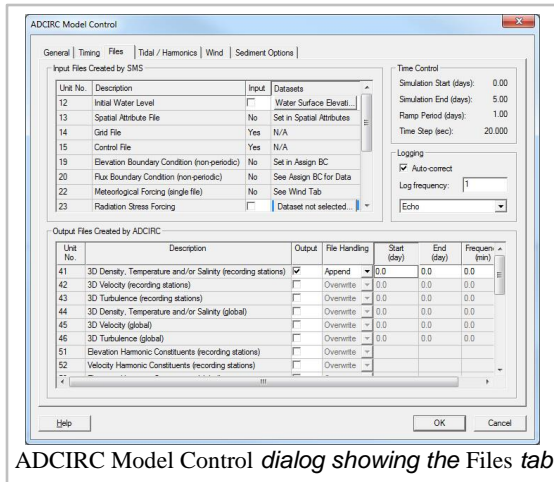 ADCIRC Model Control
General Timing Files Tidal / Harmonics Wind Sediment Options
Input Files Created by SMS
Unit No. Description Input Datasets
12 Initial Water Level Water Surface Elevati...
13 Spatial Attribute File No Set in Spatial Attributes
14 Grid File Yes N/A
15 Control File Yes N/A
19 Elevation Boundary Condition (non-periodic) No Set in Assign BC
20 Flux Boundary Condition (non-periodic) No See Assign BC for Data
22 Meteorlogical Forcing (single file) No See Wind Tab
23 Radiation Stress Forcing Dataset not selected...
Time Control
Simulation Start (days): 0.00
Simulation End (days): 5.00
Ramp Period (days): 1.00
Time Step (sec): 20.000
Logging
Auto-correct
Log frequency: 1
Echo
Output Files Created by ADCIRC
Unit No. Description Output File Handling Start (day) End (day) Frequen (min)
41 3D Density, Temperature and/or Salinity (recording stations) Append 0.0 0.0 0.0
42 3D Velocity (recording stations) Overwrite 0.0 0.0 0.0
43 3D Turbulence (recording stations) Overwrite 0.0 0.0 0.0
44 3D Density, Temperature and/or Salinity (global) Overwrite 0.0 0.0 0.0
45 3D Velocity (global) Overwrite 0.0 0.0 0.0
46 3D Turbulence (global) Overwrite 0.0 0.0 0.0
51 Elevation Harmonic Constituents (recording stations) Overwrite
52 Velocity Harmonic Constituents (recording stations) Overwrite
Help OK Cancel
ADCIRC Model Control dialog showing the Files tab